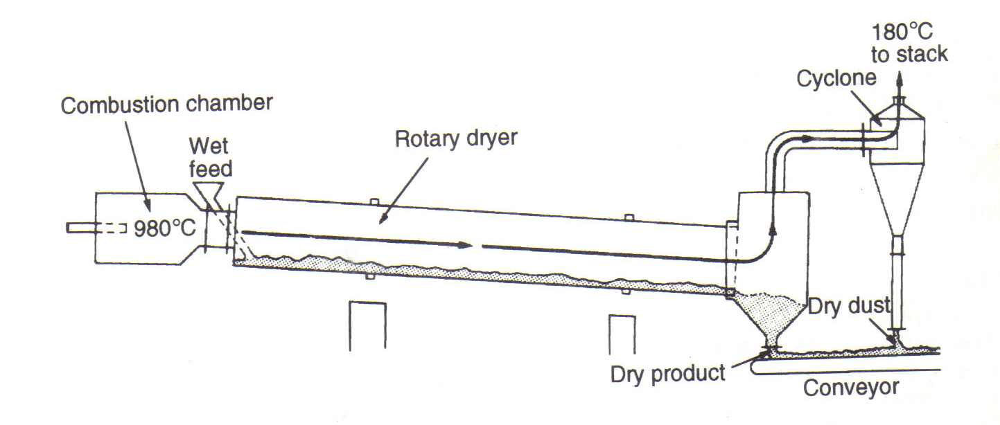 180°C
to stack
Cyclone
Combustion chamber
Wet
feed
Rotary dryer
980°C
Dry dust
Dry product
Conveyor